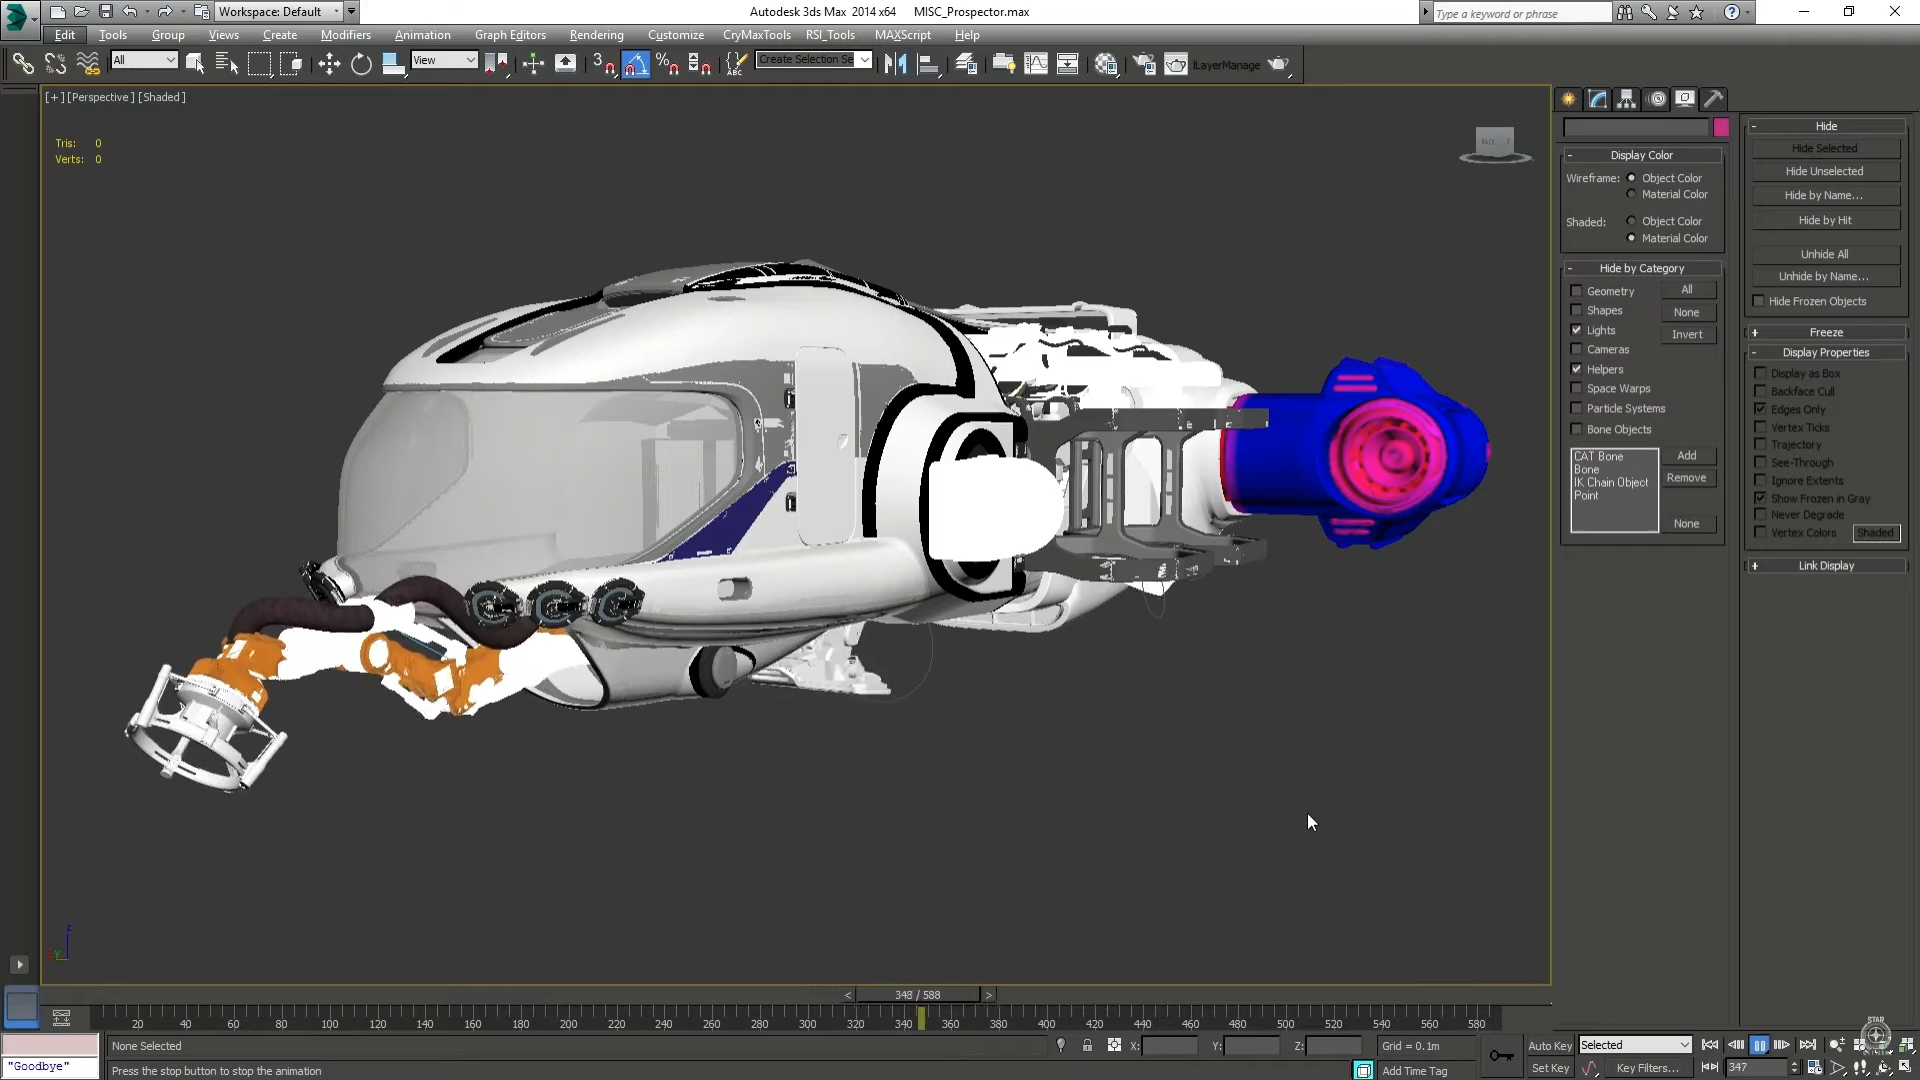 Workspace: Default
Autodesk 3ds Max 2014 x64 MISC_Prospector.max
Type a keyword or phrase
Edit Tools Group Views Create Modifiers Animation Graph Editors Rendering Customize CryMaxTools RSI_Tools MAXScript Help
All
View
3
ABC
Create Selection Se
lLayerManage
[+] [Perspective ] [Shaded ]
Tris: 0
Verts: 0
Display Color
Wireframe: Object Color
Material Color
Shaded: Object Color
Material Color
Hide by Category
Geometry All
Shapes None
Lights Invert
Cameras
Helpers
Space Warps
Particle Systems
Bone Objects
CAT Bone
Bone
IK Chain Object
Point
Add
Remove
None
Hide
Hide Selected
Hide Unselected
Hide by Name...
Hide by Hit
Unhide All
Unhide by Name...
Hide Frozen Objects
Freeze
Display Properties
Display as Box
Backface Cull
Edges Only
Vertex Ticks
Trajectory
See-Through
Ignore Extents
Show Frozen in Gray
Never Degrade
Vertex Colors Shaded
Link Display
z
y
< 348 / 588 >
20 40 60 80 100 120 140 160 180 200 220 240 260 280 300 320 340 360 380 400 420 440 460 480 500 520 540 560 580
None Selected X: Y: Z: Grid = 0.1m Auto Key Selected
"Goodbye" Press the stop button to stop the animation Add Time Tag Set Key Key Filters... 347
STAR